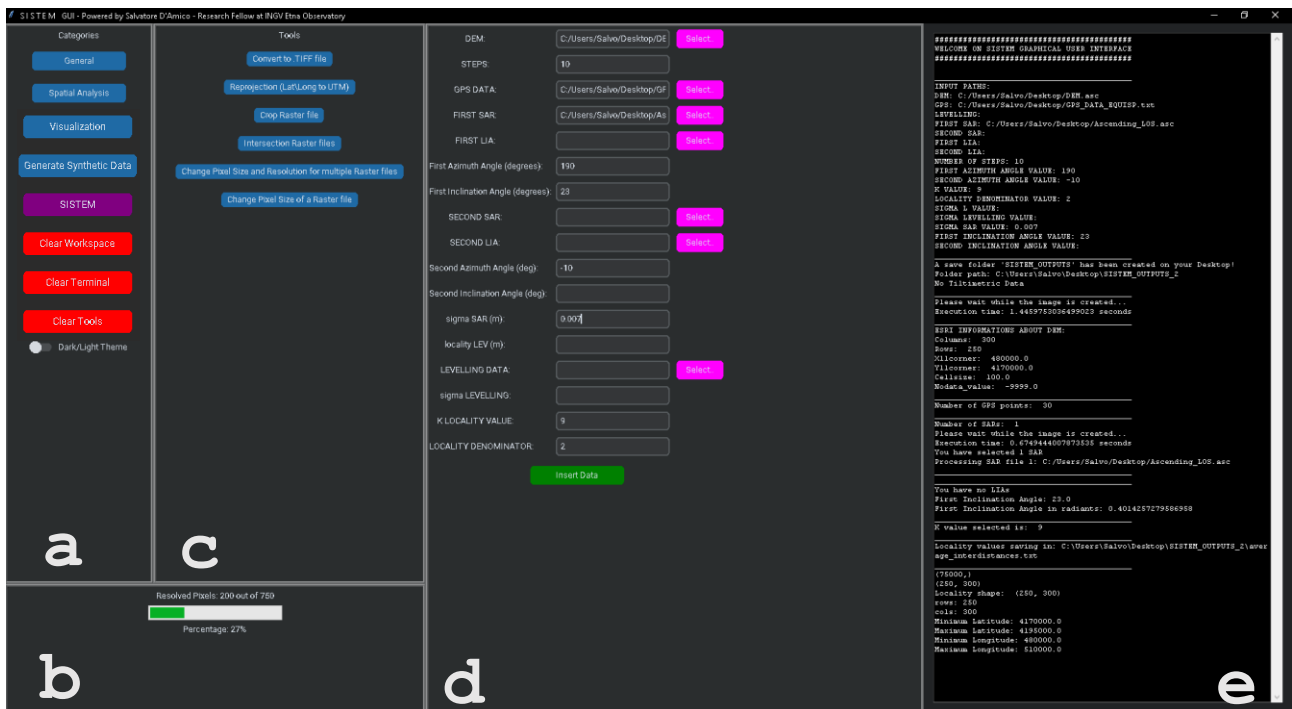 S I S T E M GUI - Powered by Salvatore D'Amico - Research Fellow at INGV Etna Observatory
Categories
General
Spatial Analysis
Visualization
Generate Synthetic Data
SISTEM
Clear Workspace
Clear Terminal
Clear Tools
Dark/Light Theme
a
Tools
Convert to .TIFF file
Reprojection (Lat\Long to UTM)
Crop Raster file
Intersection Raster files
Change Pixel Size and Resolution for multiple Raster files
Change Pixel Size of a Raster file
c
Resolved Pixels: 200 out of 750
Percentage: 27%
b
DEM: C:/Users/Salvo/Desktop/DE Select.
STEPS: 10
GPS DATA: C:/Users/Salvo/Desktop/GF Select.
FIRST SAR: C:/Users/Salvo/Desktop/As Select.
FIRST LIA: Select.
First Azimuth Angle (degrees): 190
First Inclination Angle (degrees): 23
SECOND SAR: Select.
SECOND LIA: Select.
Second Azimuth Angle (deg): -10
Second Inclination Angle (deg):
sigma SAR (m): 0.007
locality LEV (m):
LEVELLING DATA: Select.
sigma LEVELLING:
K LOCALITY VALUE: 9
LOCALITY DENOMINATOR: 2
Insert Data
d
##########################################
WELCOME ON SISTEM GRAPHICAL USER INTERFACE
##########################################
INPUT PATHS:
DEM: C:/Users/Salvo/Desktop/DEM.asc
GPS: C:/Users/Salvo/Desktop/GPS_DATA_EQUISP.txt
LEVELLING:
FIRST SAR: C:/Users/Salvo/Desktop/Ascending_LOS.asc
SECOND SAR:
FIRST LIA:
SECOND LIA:
NUMBER OF STEPS: 10
FIRST AZIMUTH ANGLE VALUE: 190
SECOND AZIMUTH ANGLE VALUE: -10
K VALUE: 9
LOCALITY DENOMINATOR VALUE: 2
SIGMA L VALUE:
SIGMA LEVELLING VALUE:
SIGMA SAR VALUE: 0.007
FIRST INCLINATION ANGLE VALUE: 23
SECOND INCLINATION ANGLE VALUE:
A save folder 'SISTEM_OUTPUTS' has been created on your Desktop!
Folder path: C:\Users\Salvo\Desktop\SISTEM_OUTPUTS_2
No Tiltimetric Data
Please wait while the image is created...
Execution time: 1.4459753036499023 seconds
ESRI INFORMATIONS ABOUT DEM:
Columns: 300
Rows: 250
Xllcorner: 480000.0
Yllcorner: 4170000.0
Cellsize: 100.0
Nodata_value: -9999.0
Number of GPS points: 30
Number of SARs: 1
Please wait while the image is created...
Execution time: 0.6749444007873535 seconds
You have selected 1 SAR
Processing SAR file 1: C:/Users/Salvo/Desktop/Ascending_LOS.asc
You have no LIAs
First Inclination Angle: 23.0
First Inclination Angle in radiants: 0.4014257279586958
K value selected is: 9
Locality values saving in: C:\Users\Salvo\Desktop\SISTEM_OUTPUTS_2\aver
age_interdistances.txt
(75000,)
(250, 300)
Locality shape: (250, 300)
rows: 250
cols: 300
Minimum Latitude: 4170000.0
Maximum Latitude: 4195000.0
Minimum Longitude: 480000.0
Maximum Longitude: 510000.0
e